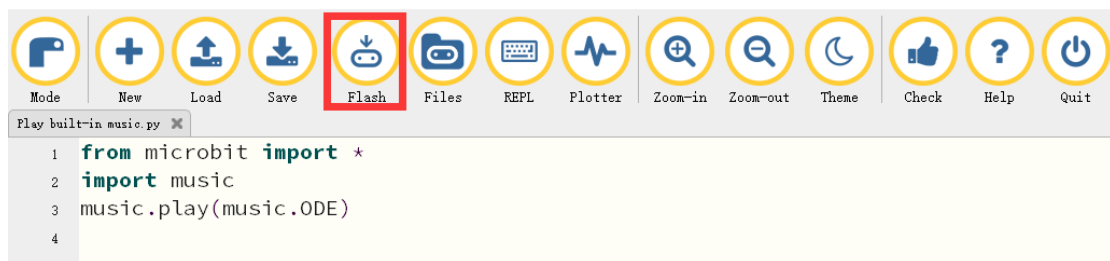 Mode New Load Save Flash Files REPL Plotter Zoom-in Zoom-out Theme Check Help Quit
Play built-in music.py
1 from microbit import *
2 import music
3 music.play(music.ODE)
4